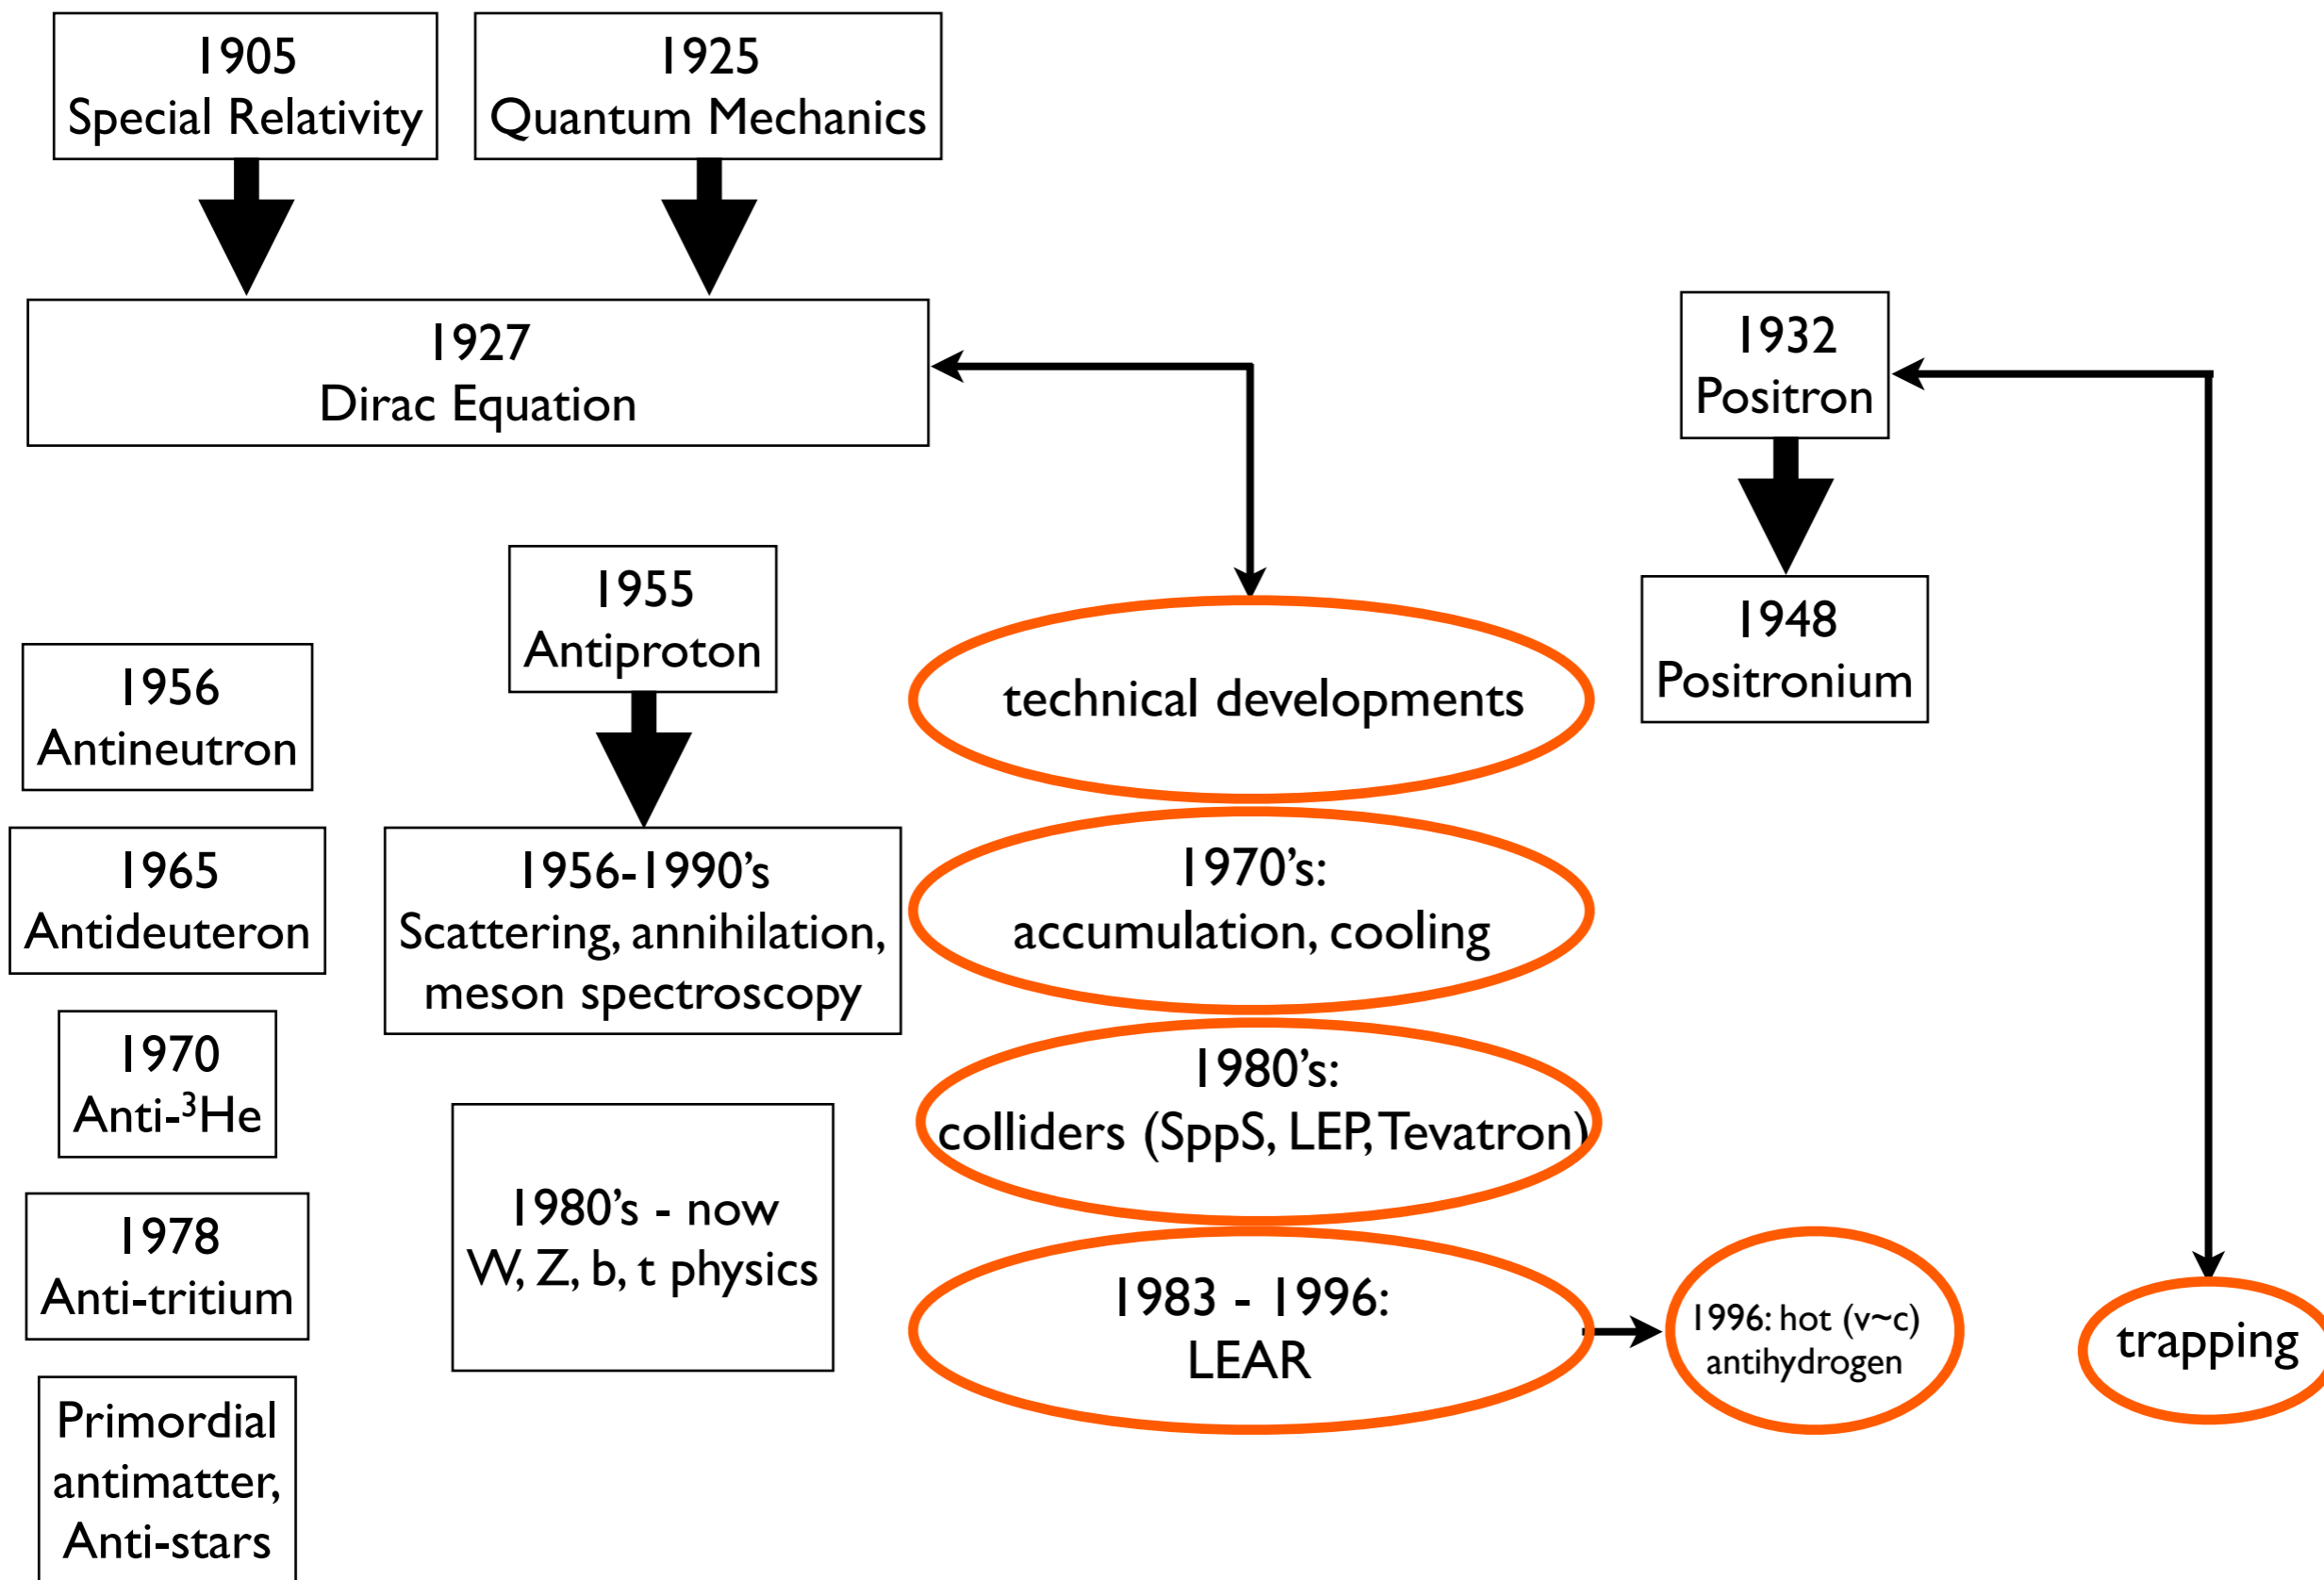 1905
Special Relativity
1925
Quantum Mechanics
1927
Dirac Equation
1932
Positron
1948
Positronium
1955
Antiproton
1956
Antineutron
1965
Antideuteron
1970
Anti-³He
1978
Anti-tritium
Primordial
antimatter,
Anti-stars
1956-1990’s
Scattering, annihilation,
meson spectroscopy
1980’s - now
W, Z, b, t physics
technical developments
1970’s:
accumulation, cooling
1980’s:
colliders (SppS, LEP, Tevatron)
1983 - 1996:
LEAR
1996: hot (v~c)
antihydrogen
trapping